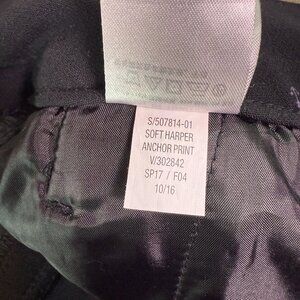 S/507814-01
SOFT HARPER
ANCHOR PRINT
V/302842
SP17 / F04
10/16